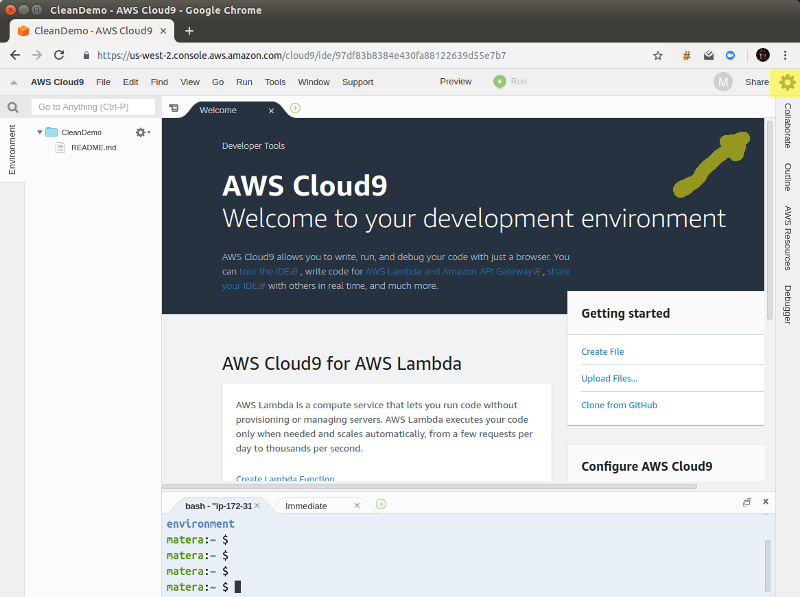 CleanDemo - AWS Cloud9 - Google Chrome
CleanDemo - AWS Cloud9
https://us-west-2.console.aws.amazon.com/cloud9/ide/97df83b8384e430fa88122639d55e7b7
AWS Cloud9 File Edit Find View Go Run Tools Window Support Preview Run M Share
Go to Anything (Ctrl-P)
Welcome
Environment
CleanDemo
README.md
Developer Tools
AWS Cloud9
Welcome to your development environment
AWS Cloud9 allows you to write, run, and debug your code with just a browser. You
can tour the IDE , write code for AWS Lambda and Amazon API Gateway , share
your IDE with others in real time, and much more.
Getting started
Create File
Upload Files...
Clone from GitHub
AWS Cloud9 for AWS Lambda
AWS Lambda is a compute service that lets you run code without
provisioning or managing servers. AWS Lambda executes your code
only when needed and scales automatically, from a few requests per
day to thousands per second.
Create Lambda Function
Configure AWS Cloud9
Collaborate
Outline
AWS Resources
Debugger
bash - "ip-172-31 Immediate
environment
matera:~ $
matera:~ $
matera:~ $
matera:~ $